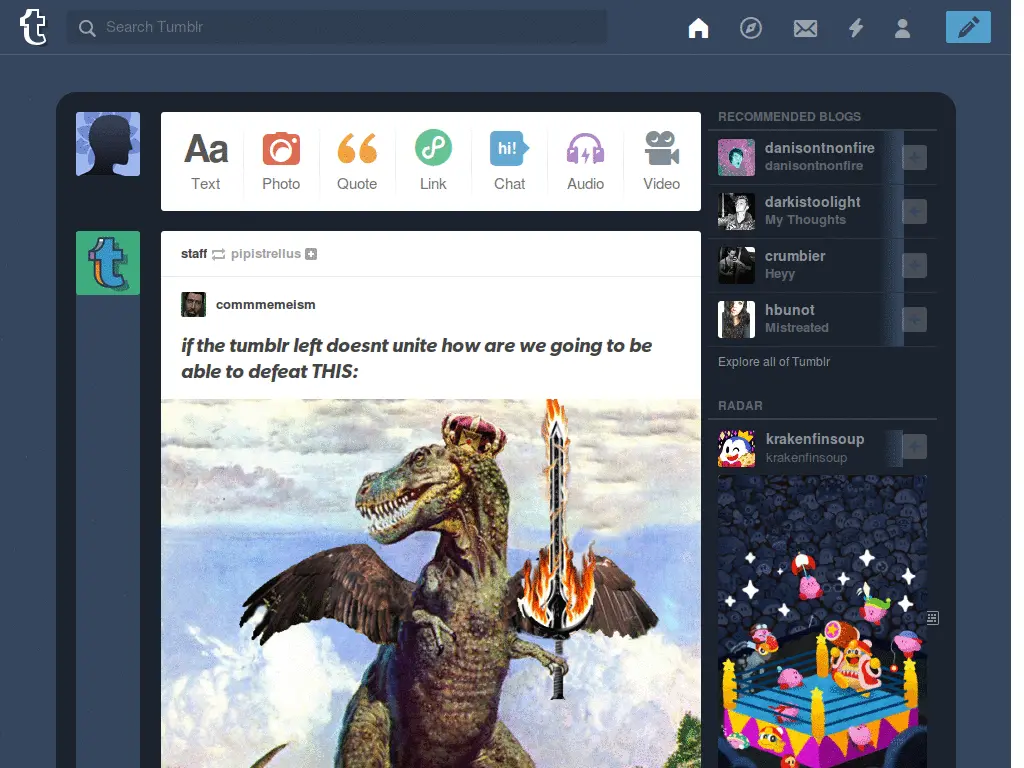 Search Tumblr
Aa
Text
Photo
Quote
Link
hi!
Chat
Audio
Video
staff pipistrellus
commmemeism
if the tumblr left doesnt unite how are we going to be
able to defeat THIS:
RECOMMENDED BLOGS
danisontnonfire
danisontnonfire
darkistoolight
My Thoughts
crumbier
Heyy
hbunot
Mistreated
Explore all of Tumblr
RADAR
krakenfinsoup
krakenfinsoup